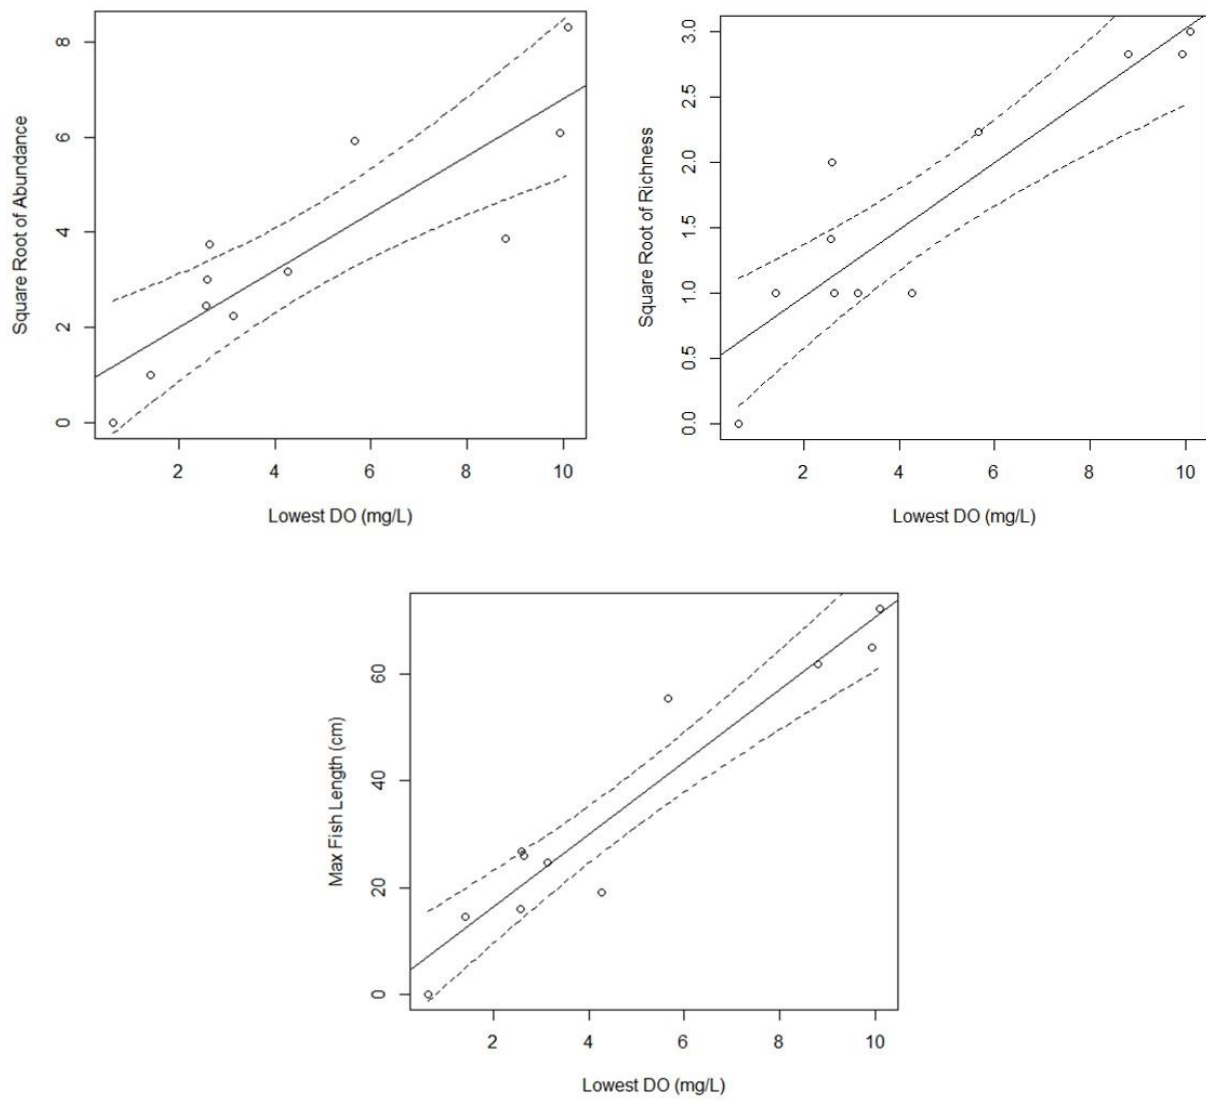 Square Root of Abundance
8
6
4
2
0
2 4 6 8 10
Lowest DO (mg/L)
Square Root of Richness
3.0
2.5
2.0
1.5
1.0
0.5
0.0
2 4 6 8 10
Lowest DO (mg/L)
Max Fish Length (cm)
60
40
20
0
2 4 6 8 10
Lowest DO (mg/L)